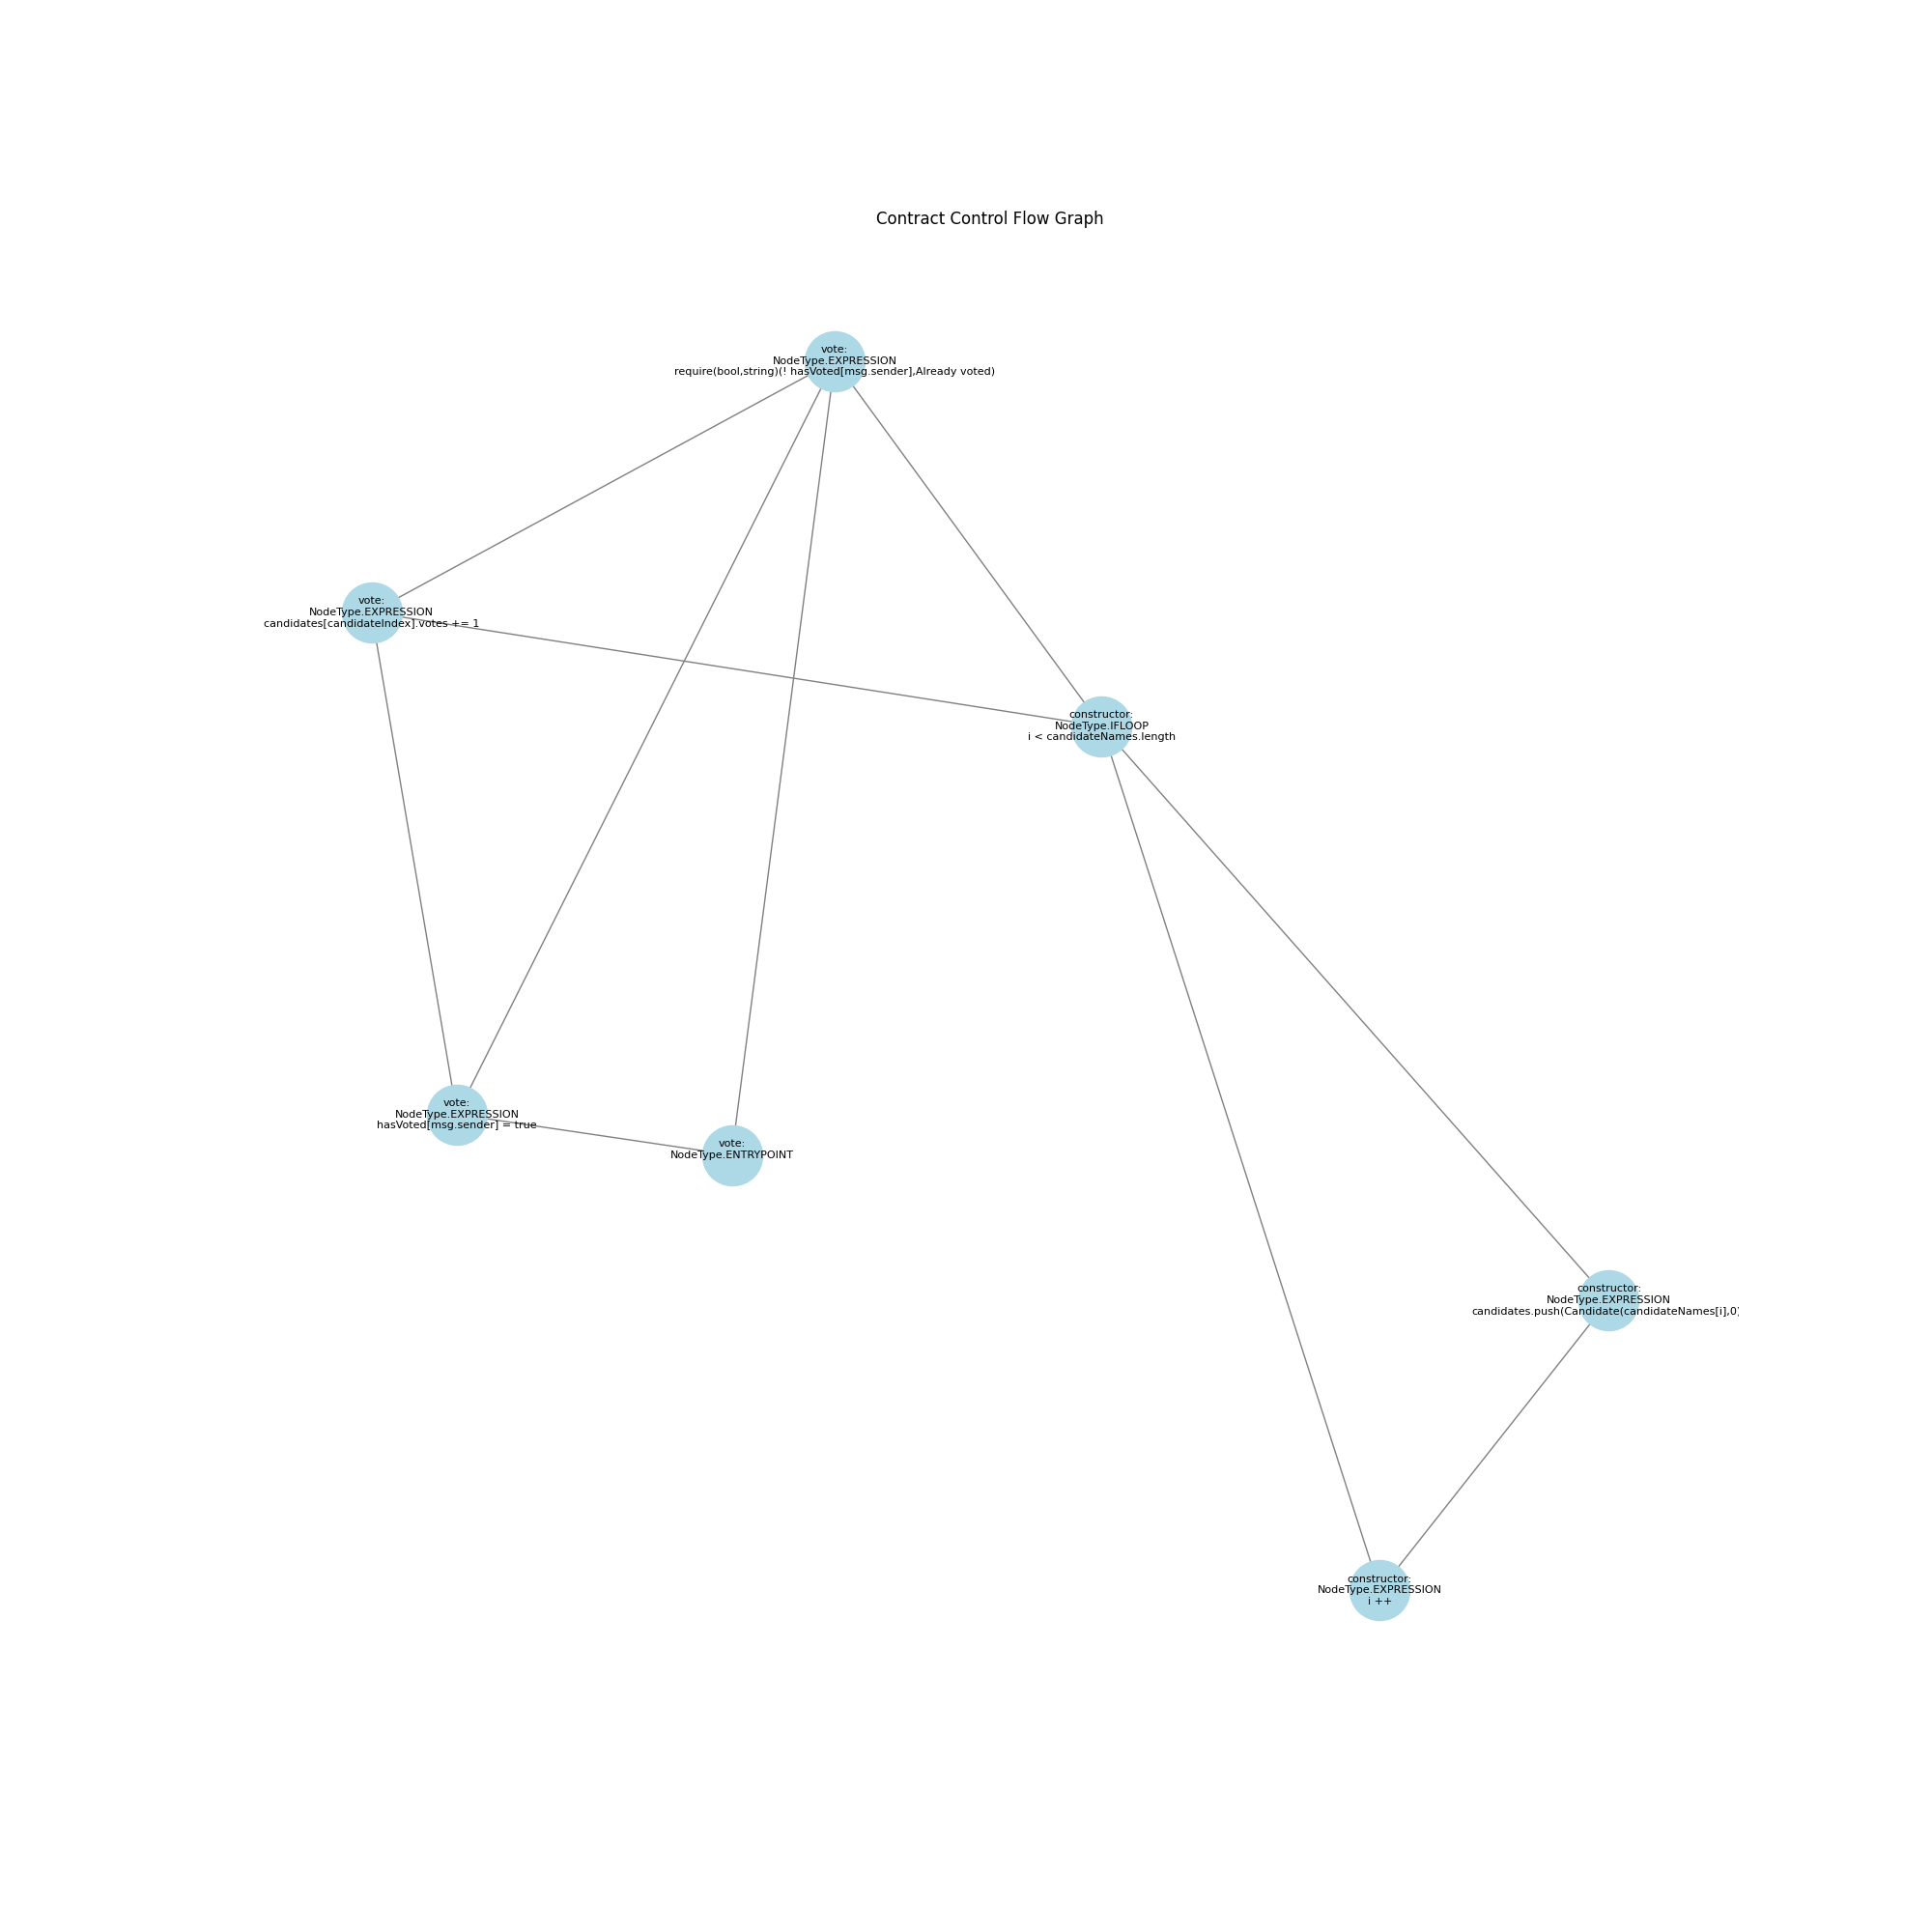 Contract Control Flow Graph
vote:
NodeType.EXPRESSION
require(bool,string)(! hasVoted[msg.sender],Already voted)
vote:
NodeType.EXPRESSION
candidates[candidateIndex].votes += 1
constructor:
NodeType.IFLOOP
i < candidateNames.length
vote:
NodeType.EXPRESSION
hasVoted[msg.sender] = true
vote:
NodeType.ENTRYPOINT
constructor:
NodeType.EXPRESSION
candidates.push(Candidate(candidateNames[i],0)
constructor:
NodeType.EXPRESSION
i ++